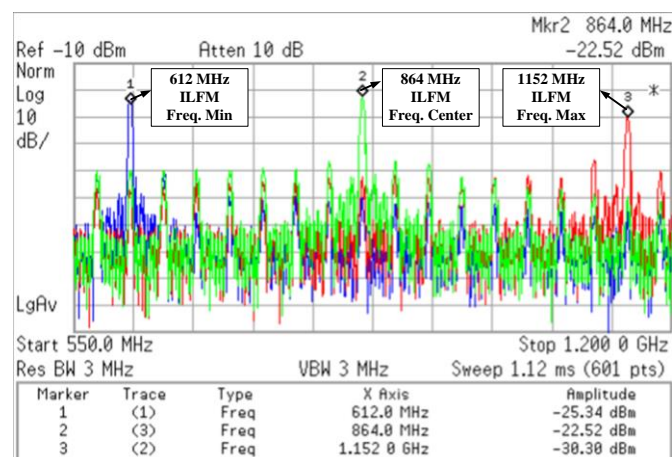 Mkr2 864.0 MHz
Ref -10 dBm Atten 10 dB -22.52 dBm
Norm
Log
10
dB/
1
612 MHz
ILFM
Freq. Min
2
864 MHz
ILFM
Freq. Center
1152 MHz
ILFM
Freq. Max
3
*
LgAv
Start 550.0 MHz Stop 1.200 0 GHz
Res BW 3 MHz VBW 3 MHz Sweep 1.12 ms (601 pts)
Marker Trace Type X Axis Amplitude
1 (1) Freq 612.0 MHz -25.34 dBm
2 (3) Freq 864.0 MHz -22.52 dBm
3 (2) Freq 1.152 0 GHz -30.30 dBm